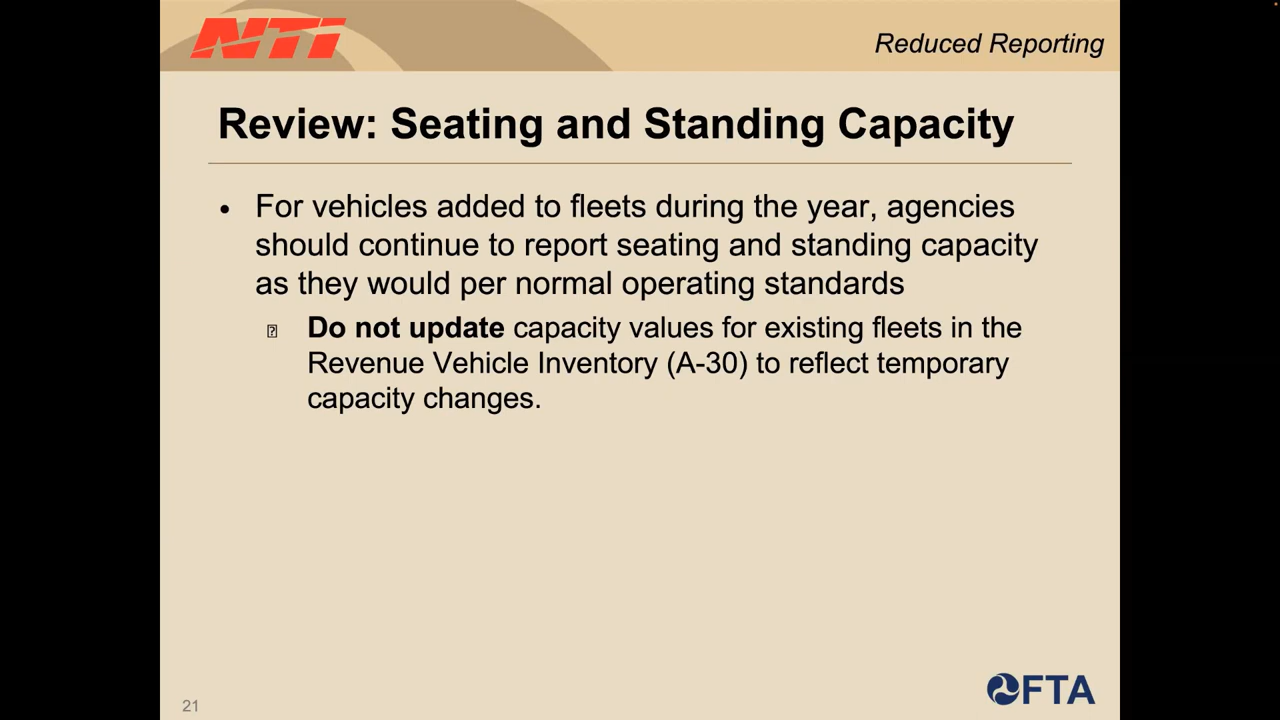 NTI
Reduced Reporting
Review: Seating and Standing Capacity
• For vehicles added to fleets during the year, agencies
should continue to report seating and standing capacity
as they would per normal operating standards
Do not update capacity values for existing fleets in the
Revenue Vehicle Inventory (A-30) to reflect temporary
capacity changes.
21
FTA